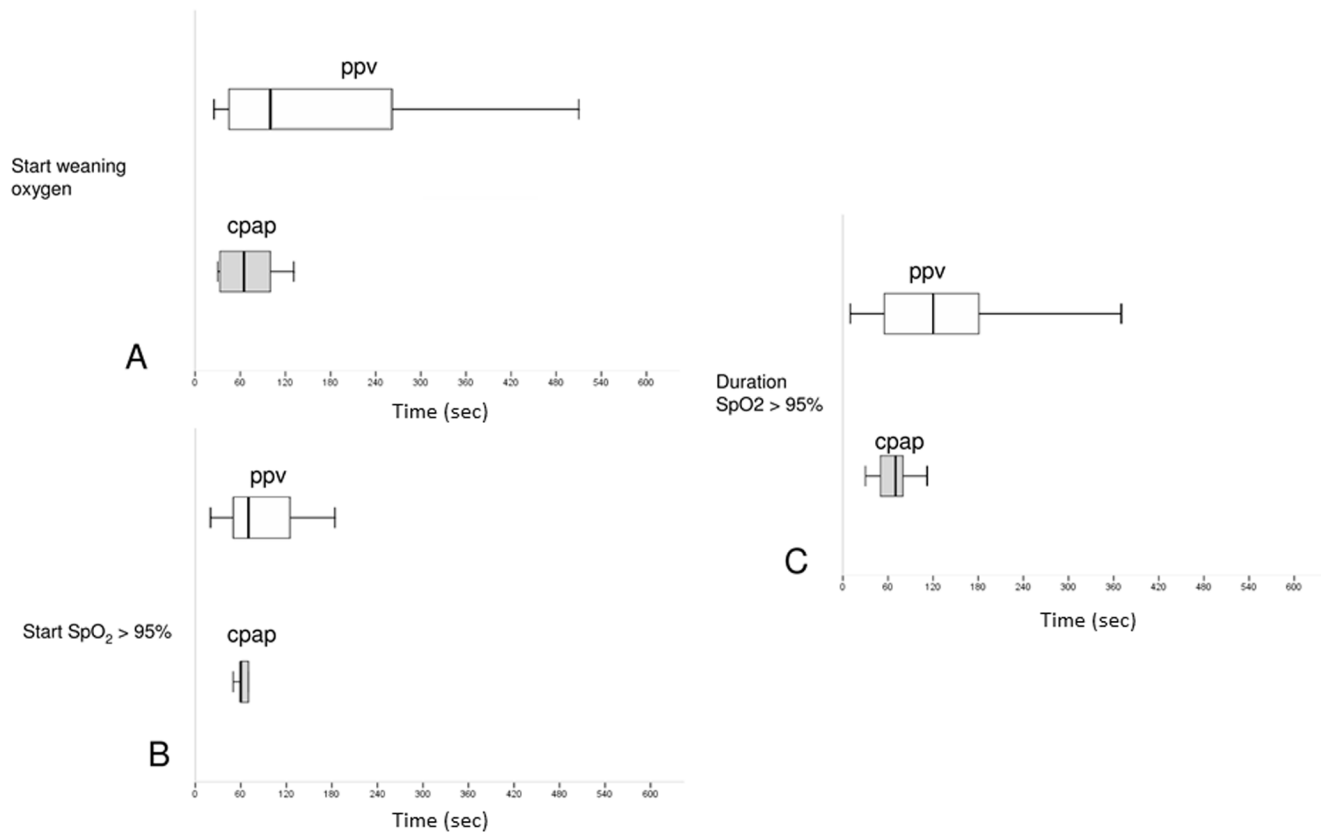 ppv
Start weaning
oxygen
cpap
A
0 60 120 180 240 300 360 420 480 540 600
Time (sec)
ppv
Start SpO₂ > 95%
cpap
B
0 60 120 180 240 300 360 420 480 540 600
Time (sec)
ppv
Duration
SpO2 > 95%
cpap
C
0 60 120 180 240 300 360 420 480 540 600
Time (sec)